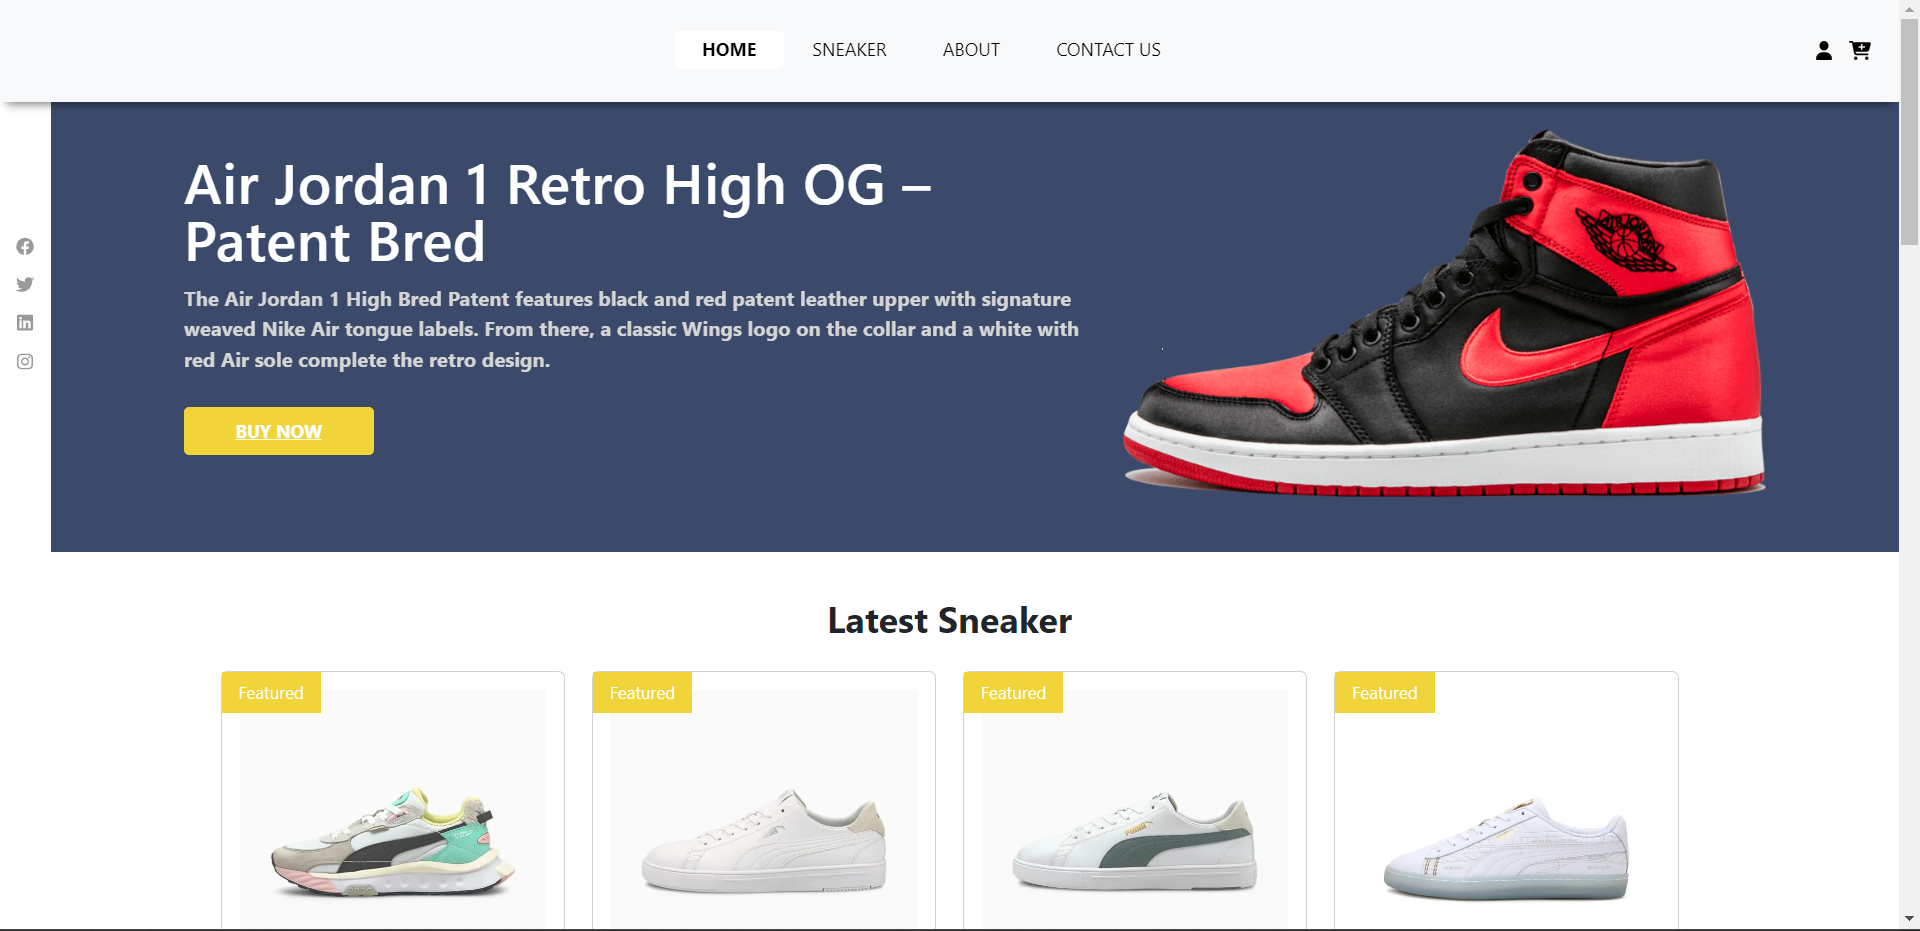 HOME SNEAKER ABOUT CONTACT US
Air Jordan 1 Retro High OG –
Patent Bred
The Air Jordan 1 High Bred Patent features black and red patent leather upper with signature
weaved Nike Air tongue labels. From there, a classic Wings logo on the collar and a white with
red Air sole complete the retro design.
BUY NOW
AIR JORDAN
Latest Sneaker
Featured Featured Featured Featured